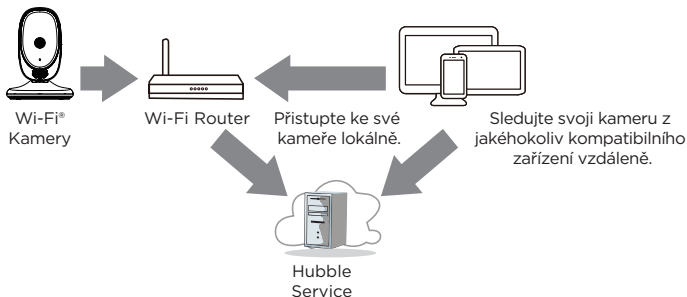 Wi-Fi®
Kamery
Wi-Fi Router
Přistupte ke své
kameře lokálně.
Sledujte svoji kameru z
jakéhokoliv kompatibilního
zařízení vzdáleně.
Hubble
Service